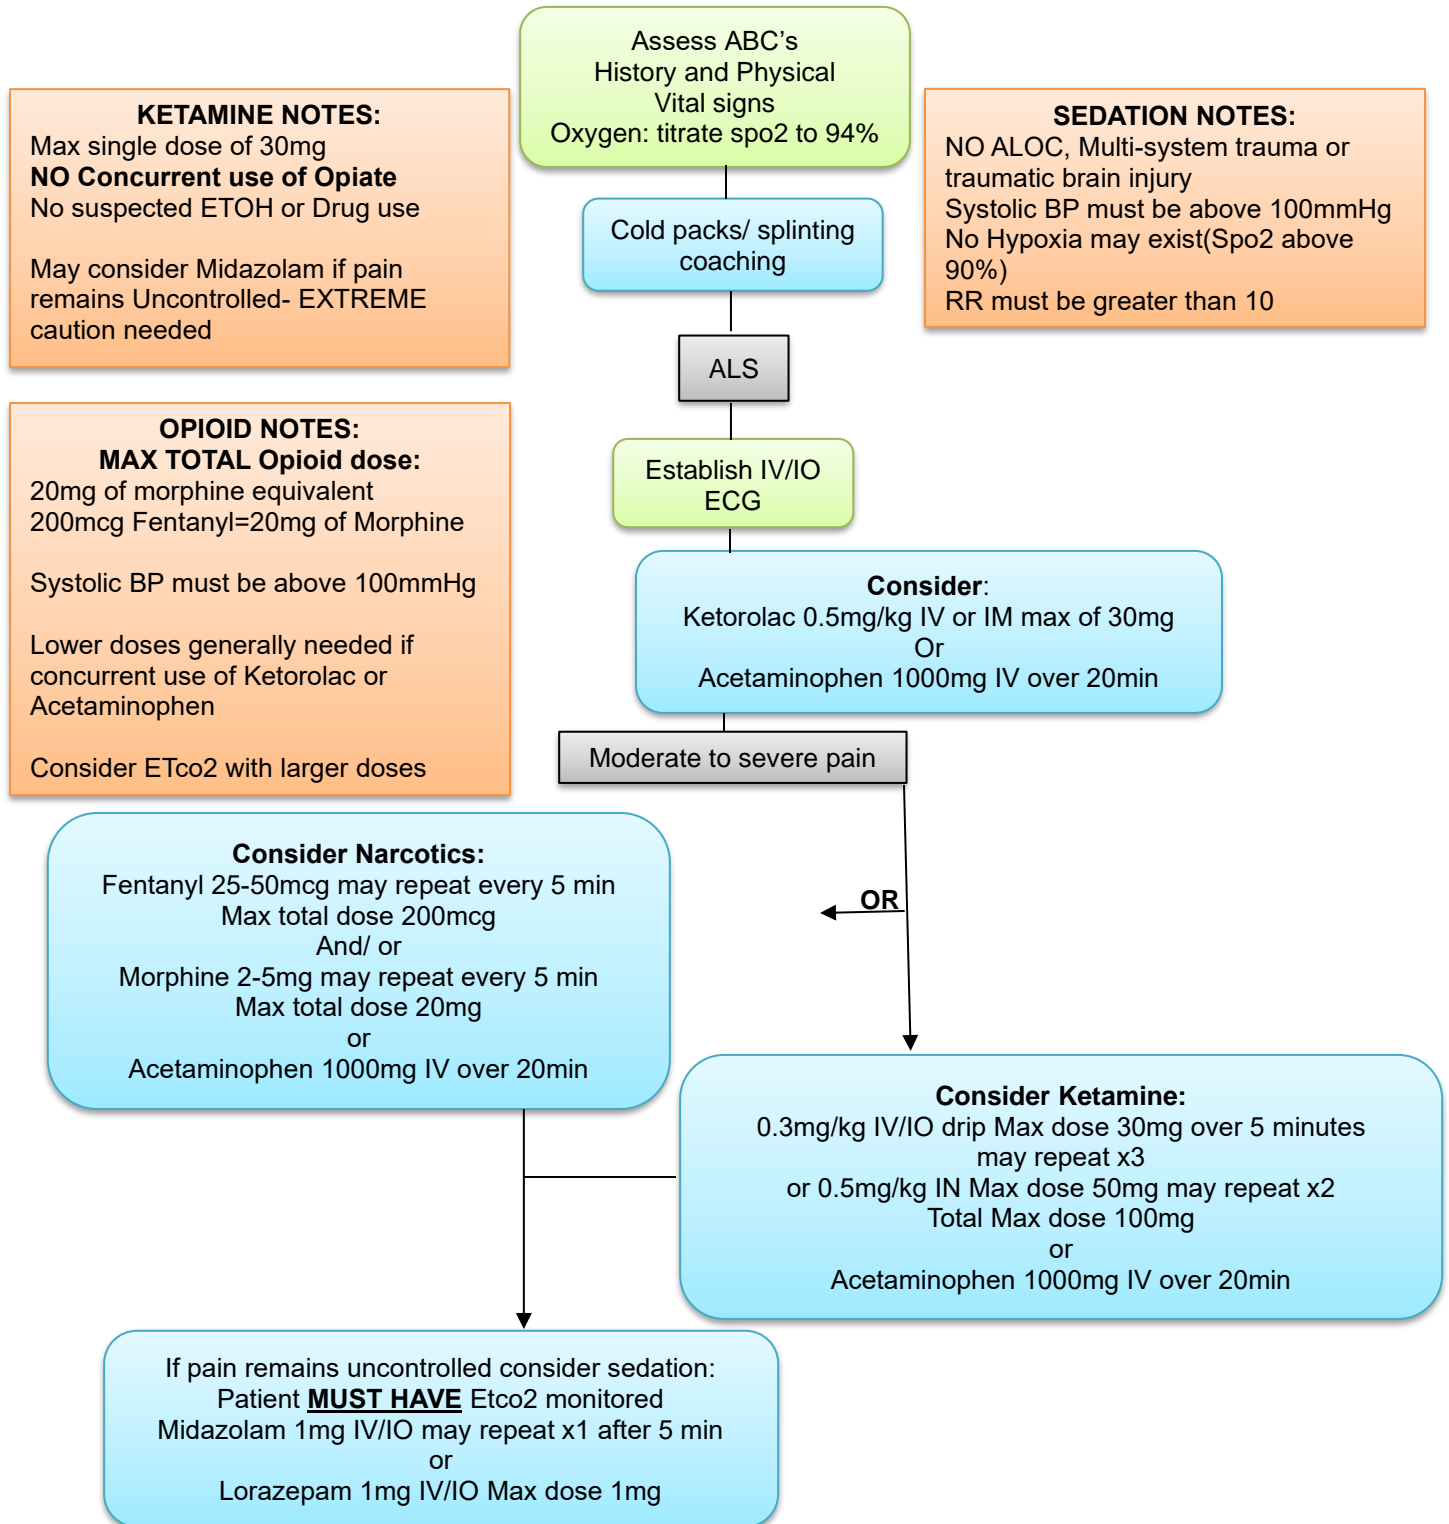 Assess ABC’s
History and Physical
Vital signs
Oxygen: titrate spo2 to 94%
KETAMINE NOTES:
Max single dose of 30mg
NO Concurrent use of Opiate
No suspected ETOH or Drug use
May consider Midazolam if pain
remains Uncontrolled- EXTREME
caution needed
SEDATION NOTES:
NO ALOC, Multi-system trauma or
traumatic brain injury
Systolic BP must be above 100mmHg
No Hypoxia may exist(Spo2 above
90%)
RR must be greater than 10
Cold packs/ splinting
coaching
ALS
OPIOID NOTES:
MAX TOTAL Opioid dose:
20mg of morphine equivalent
200mcg Fentanyl=20mg of Morphine
Systolic BP must be above 100mmHg
Lower doses generally needed if
concurrent use of Ketorolac or
Acetaminophen
Consider ETco2 with larger doses
Establish IV/IO
ECG
Consider:
Ketorolac 0.5mg/kg IV or IM max of 30mg
Or
Acetaminophen 1000mg IV over 20min
Moderate to severe pain
Consider Narcotics:
Fentanyl 25-50mcg may repeat every 5 min
Max total dose 200mcg
And/ or
Morphine 2-5mg may repeat every 5 min
Max total dose 20mg
or
Acetaminophen 1000mg IV over 20min
OR
Consider Ketamine:
0.3mg/kg IV/IO drip Max dose 30mg over 5 minutes
may repeat x3
or 0.5mg/kg IN Max dose 50mg may repeat x2
Total Max dose 100mg
or
Acetaminophen 1000mg IV over 20min
If pain remains uncontrolled consider sedation:
Patient MUST HAVE Etco2 monitored
Midazolam 1mg IV/IO may repeat x1 after 5 min
or
Lorazepam 1mg IV/IO Max dose 1mg